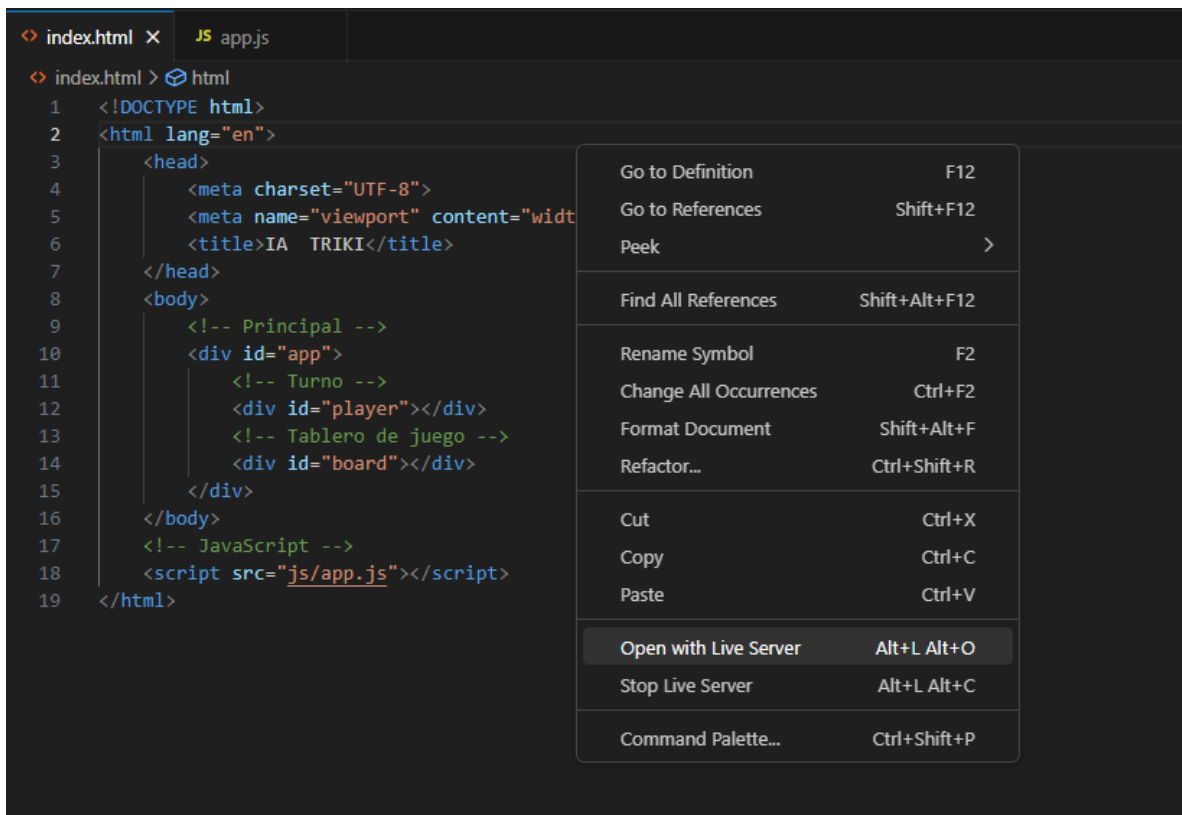 index.html
JS app.js
index.html > html
1 <!DOCTYPE html>
2 <html lang="en">
3 <head>
4 <meta charset="UTF-8">
5 <meta name="viewport" content="widt
6 <title>IA  TRIKI</title>
7 </head>
8 <body>
9 <!-- Principal -->
10 <div id="app">
11 <!-- Turno -->
12 <div id="player"></div>
13 <!-- Tablero de juego -->
14 <div id="board"></div>
15 </div>
16 </body>
17 <!-- JavaScript -->
18 <script src="js/app.js"></script>
19 </html>
Go to Definition F12
Go to References Shift+F12
Peek >
Find All References Shift+Alt+F12
Rename Symbol F2
Change All Occurrences Ctrl+F2
Format Document Shift+Alt+F
Refactor... Ctrl+Shift+R
Cut Ctrl+X
Copy Ctrl+C
Paste Ctrl+V
Open with Live Server Alt+L Alt+O
Stop Live Server Alt+L Alt+C
Command Palette... Ctrl+Shift+P